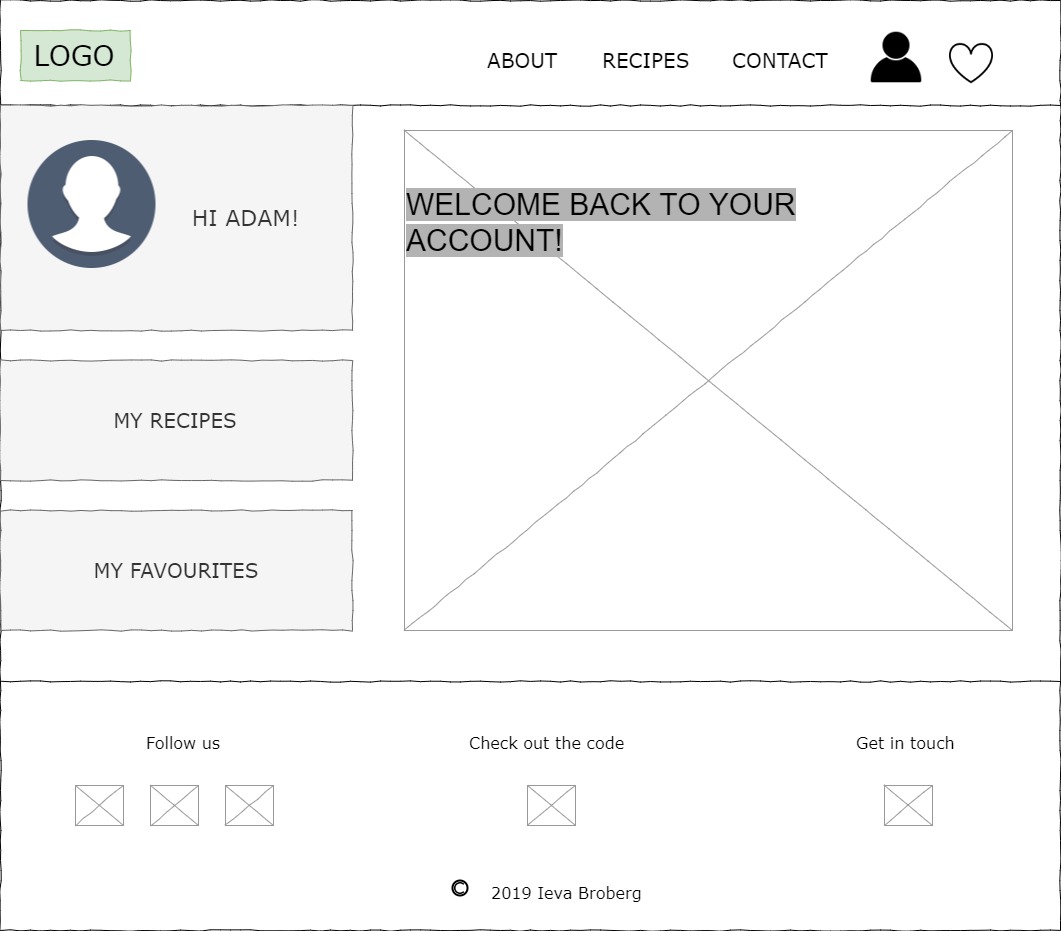 LOGO
ABOUT RECIPES CONTACT
HI ADAM!
WELCOME BACK TO YOUR
ACCOUNT!
MY RECIPES
MY FAVOURITES
Follow us
Check out the code
Get in touch
© 2019 Ieva Broberg